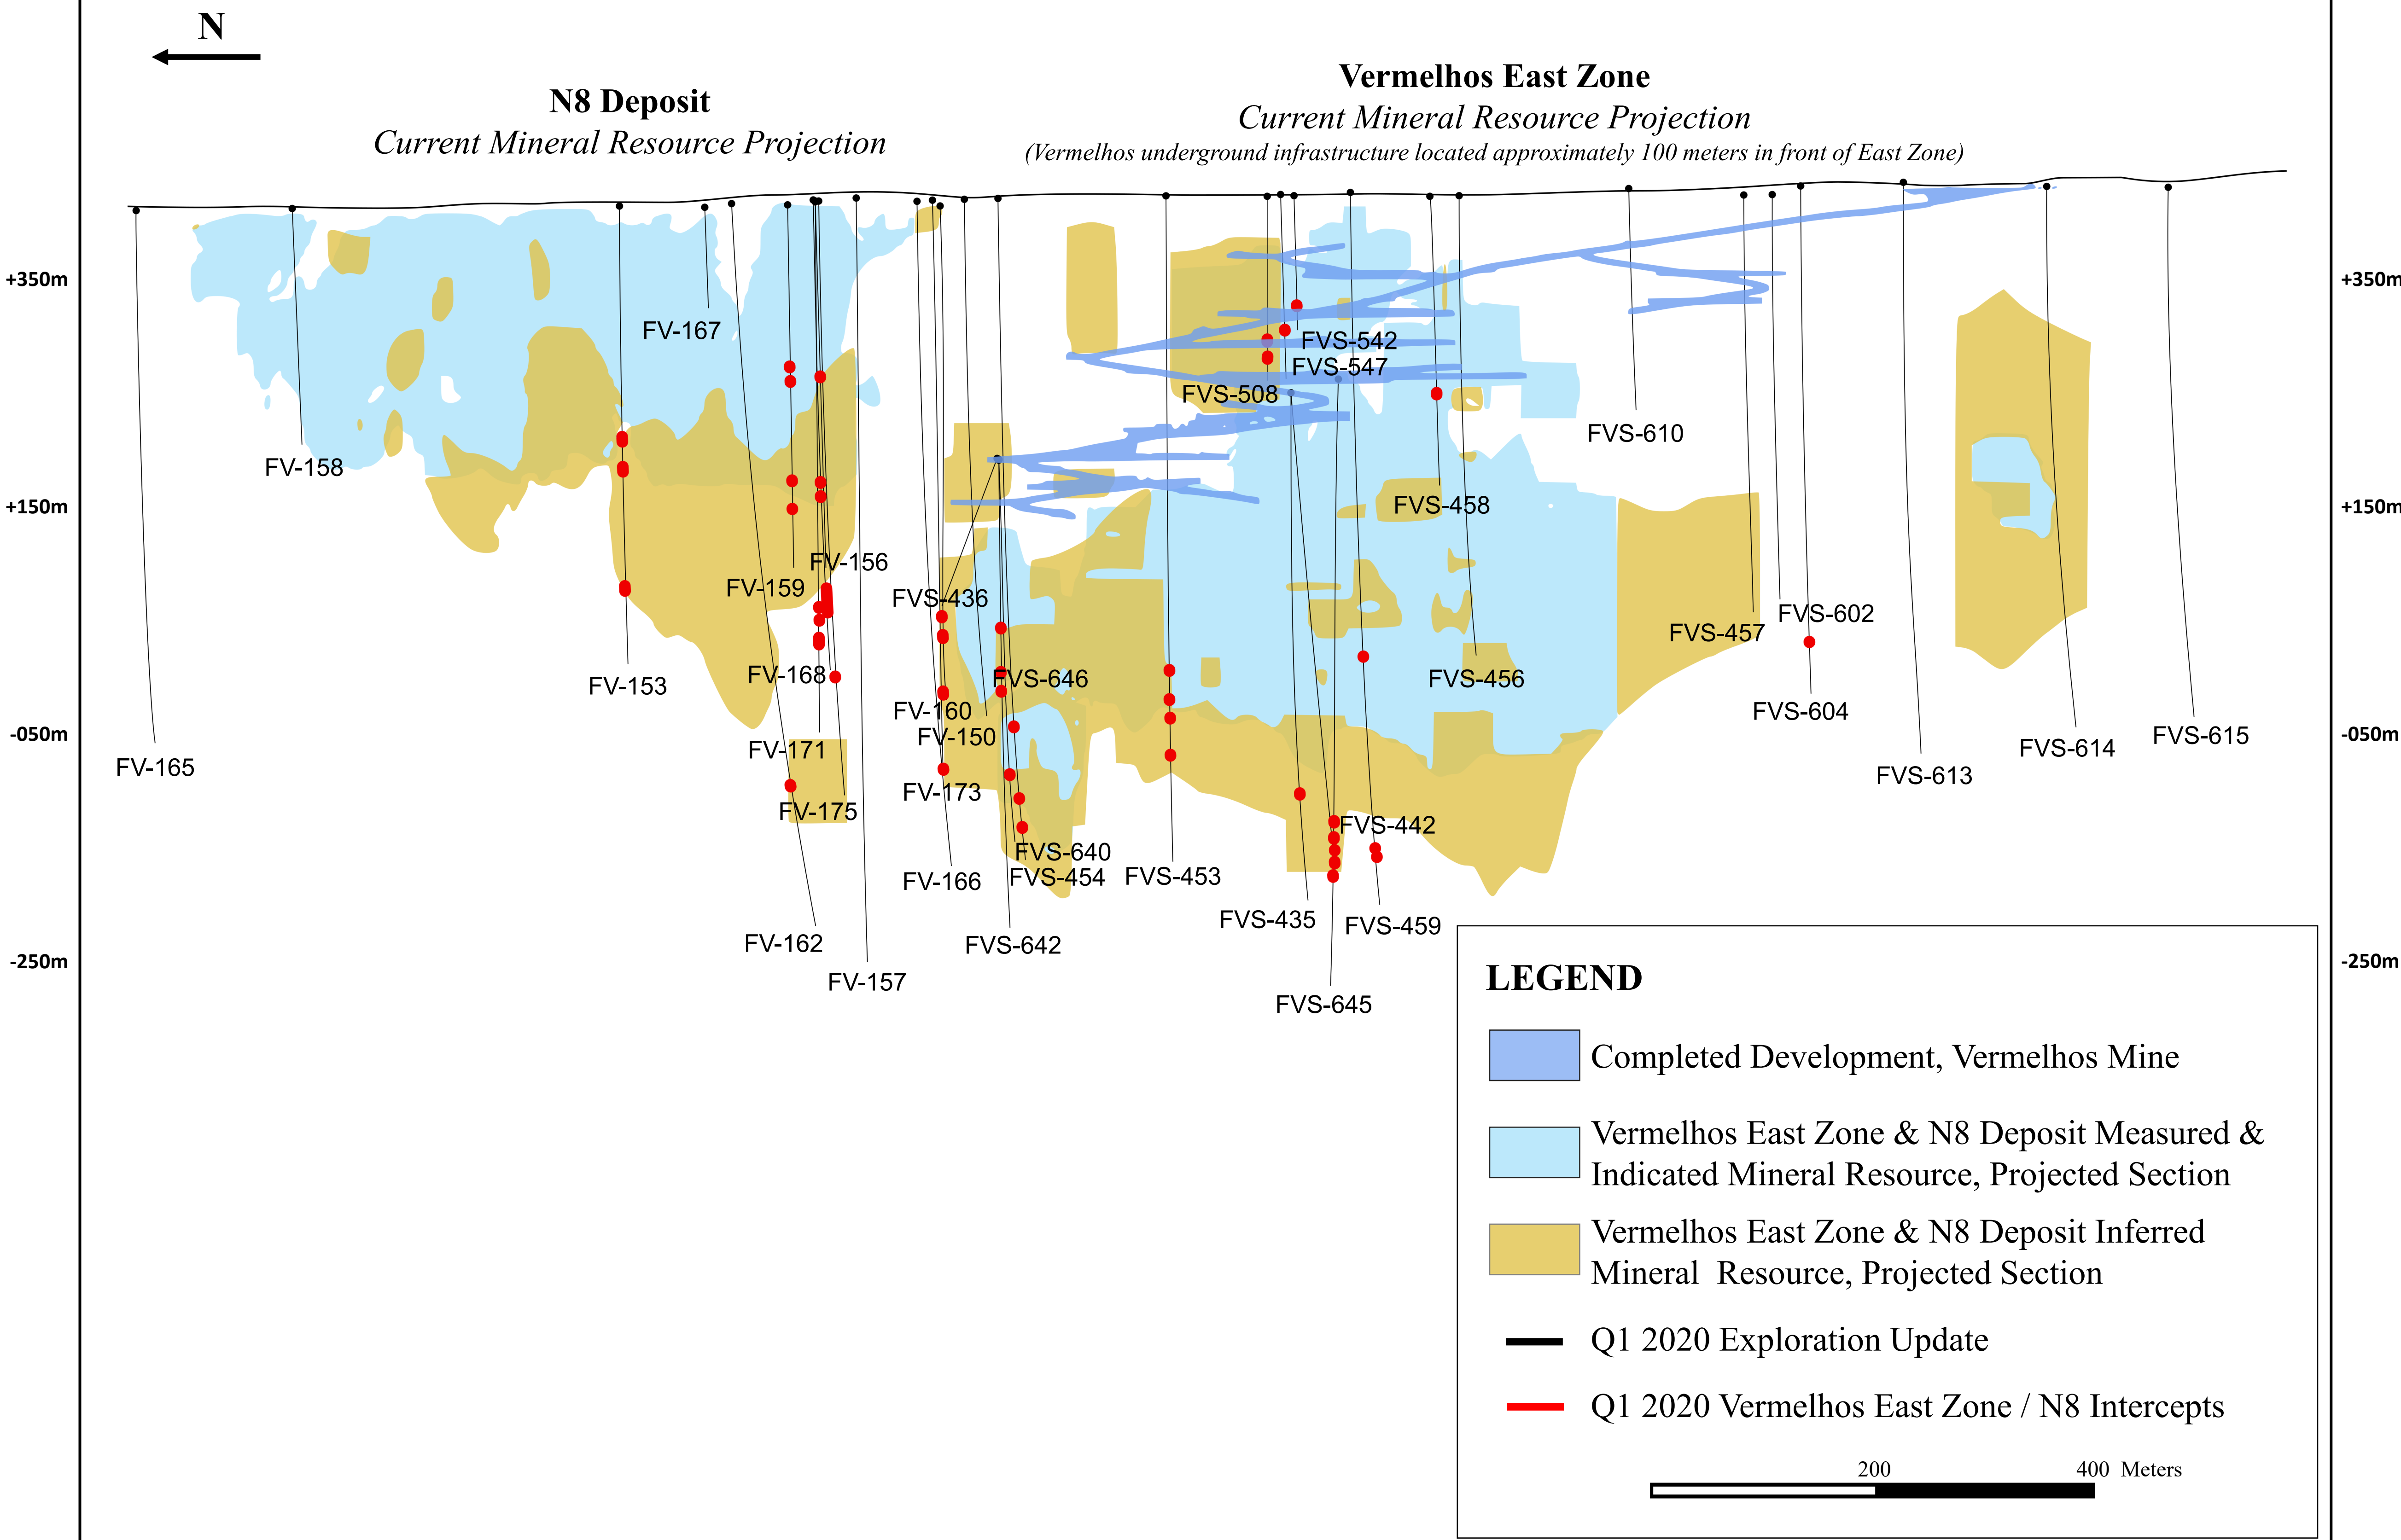 N
N8 Deposit
Current Mineral Resource Projection
Vermelhos East Zone
Current Mineral Resource Projection
(Vermelhos underground infrastructure located approximately 100 meters in front of East Zone)
+350m
+350m
+150m
+150m
-050m
-050m
-250m
-250m
FV-167
FVS-542
FVS-547
FVS-508
FVS-610
FV-158
FVS-458
FV-156
FV-159
FVS-436
FVS-602
FVS-457
FV-168
FVS-646
FVS-456
FV-153
FV-160
FVS-604
FV-150
FVS-615
FV-171
FVS-614
FV-165
FVS-613
FV-173
FV-175
FVS-442
FVS-640
FVS-454
FVS-453
FV-166
FVS-435
FVS-459
FV-162
FVS-642
FV-157
FVS-645
LEGEND
Completed Development, Vermelhos Mine
Vermelhos East Zone & N8 Deposit Measured &
Indicated Mineral Resource, Projected Section
Vermelhos East Zone & N8 Deposit Inferred
Mineral  Resource, Projected Section
Q1 2020 Exploration Update
Q1 2020 Vermelhos East Zone / N8 Intercepts
200 400 Meters